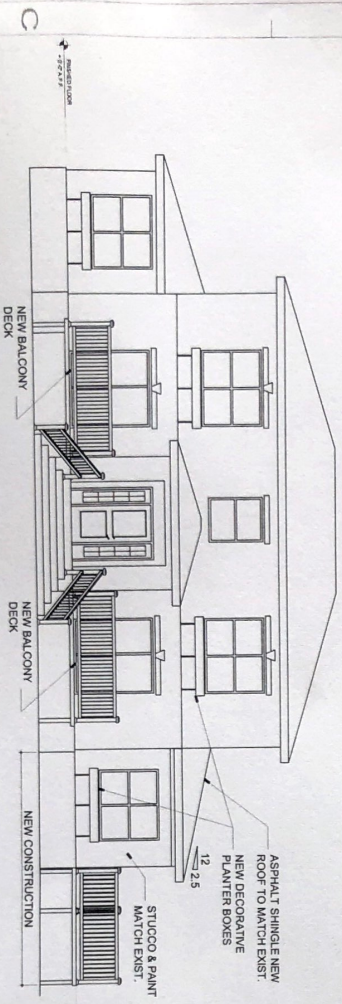 ASPHALT SHINGLE NEW
ROOF TO MATCH EXIST.
NEW DECORATIVE
PLANTER BOXES
12
2.5
STUCCO & PAINT
MATCH EXIST.
FINISHED FLOOR
NEW BALCONY
DECK
NEW BALCONY
DECK
NEW CONSTRUCTION
C